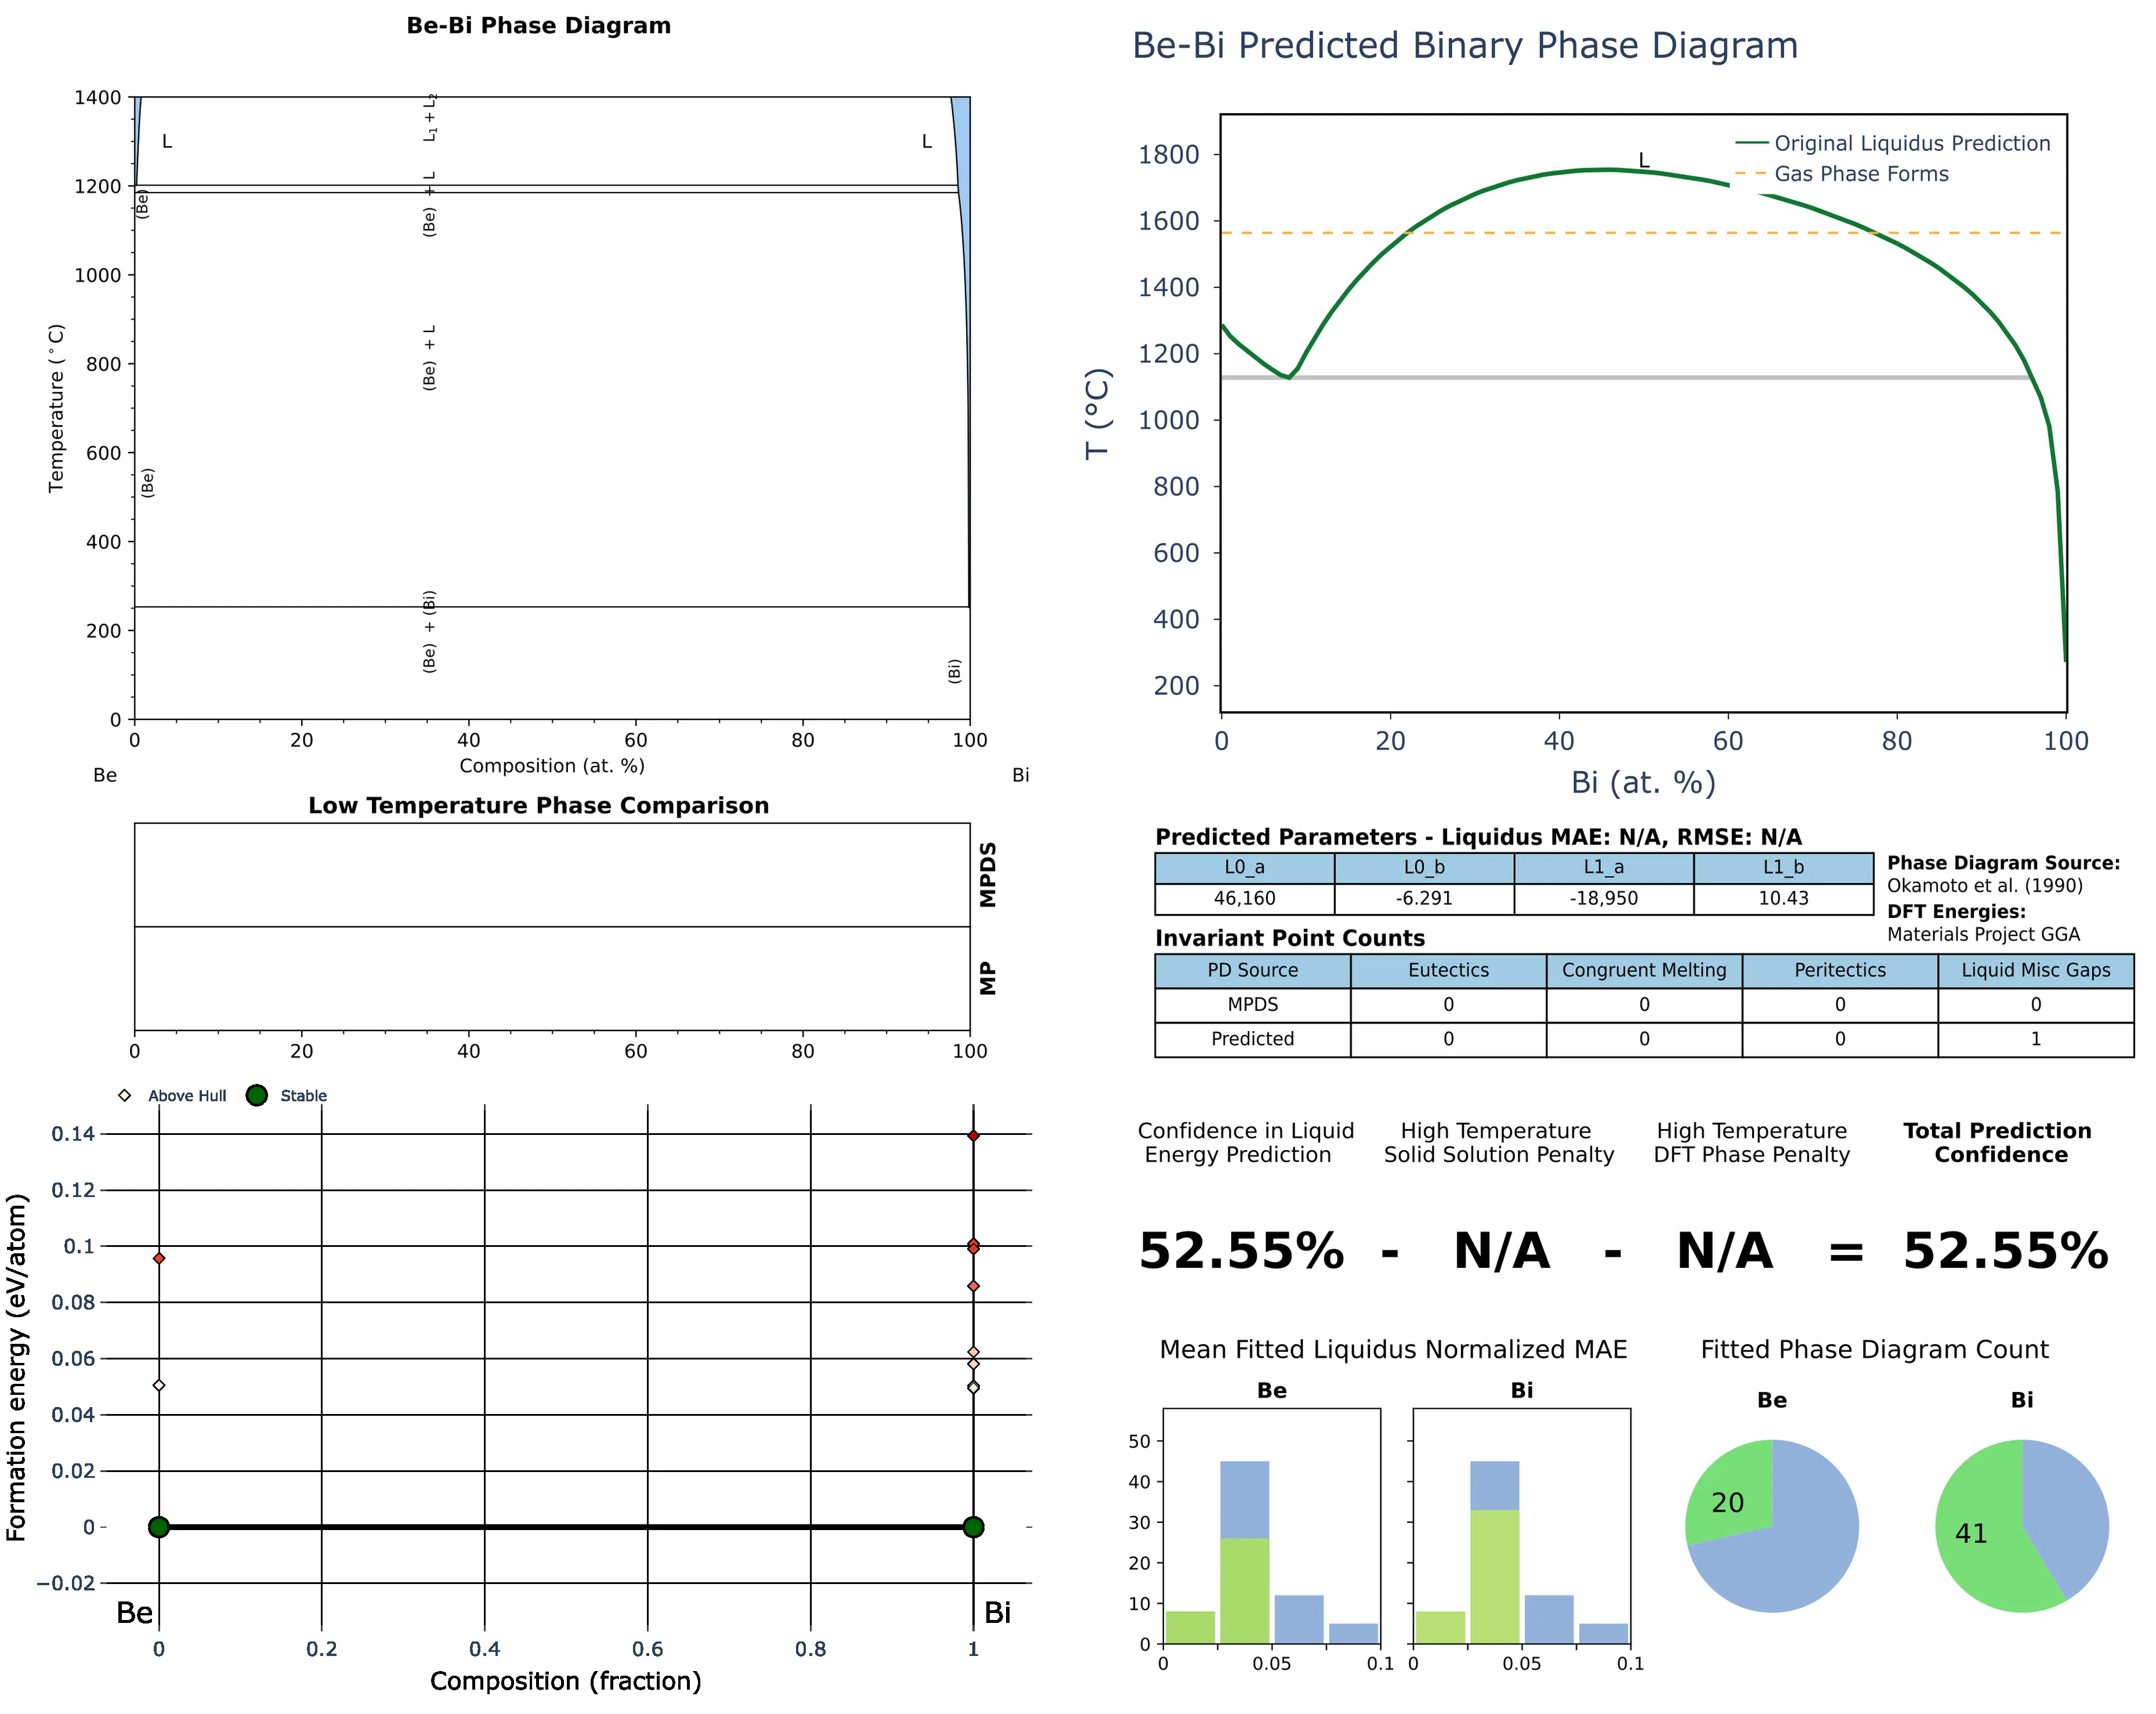 Be-Bi Phase Diagram
1400
1200
1000
800
600
400
200
0
Temperature (°C)
L
L
L₁ + L₂
(Be) + L
(Be)
(Be) + L
(Be)
(Be) + (Bi)
(Bi)
0 20 40 60 80 100
Composition (at. %)
Be Bi
Low Temperature Phase Comparison
MPDS
MP
0 20 40 60 80 100
Above Hull Stable
0.14
0.12
0.1
0.08
0.06
0.04
0.02
0
−0.02
Formation energy (eV/atom)
Be Bi
0 0.2 0.4 0.6 0.8 1
Composition (fraction)
Be-Bi Predicted Binary Phase Diagram
Original Liquidus Prediction
Gas Phase Forms
L
1800
1600
1400
1200
1000
800
600
400
200
T (°C)
0 20 40 60 80 100
Bi (at. %)
Predicted Parameters - Liquidus MAE: N/A, RMSE: N/A
L0_a L0_b L1_a L1_b
46,160 -6.291 -18,950 10.43
Phase Diagram Source:
Okamoto et al. (1990)
DFT Energies:
Materials Project GGA
Invariant Point Counts
PD Source Eutectics Congruent Melting Peritectics Liquid Misc Gaps
MPDS 0 0 0 0
Predicted 0 0 0 1
Confidence in Liquid
Energy Prediction
High Temperature
Solid Solution Penalty
High Temperature
DFT Phase Penalty
Total Prediction
Confidence
52.55% - N/A - N/A = 52.55%
Mean Fitted Liquidus Normalized MAE
Be Bi
50
40
30
20
10
0
0 0.05 0.1 0 0.05 0.1
Fitted Phase Diagram Count
Be Bi
20 41